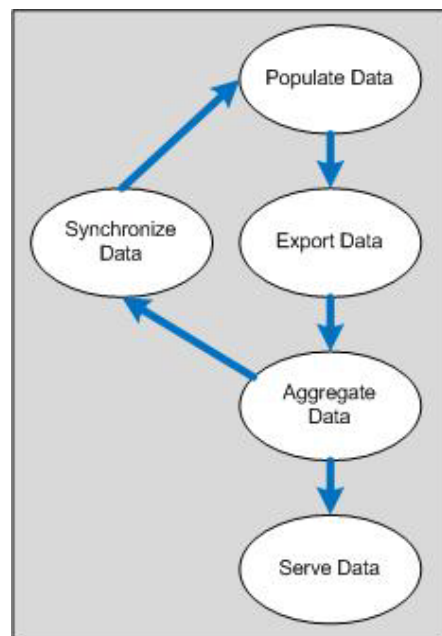 Populate Data
Synchronize
Data
Export Data
Aggregate
Data
Serve Data